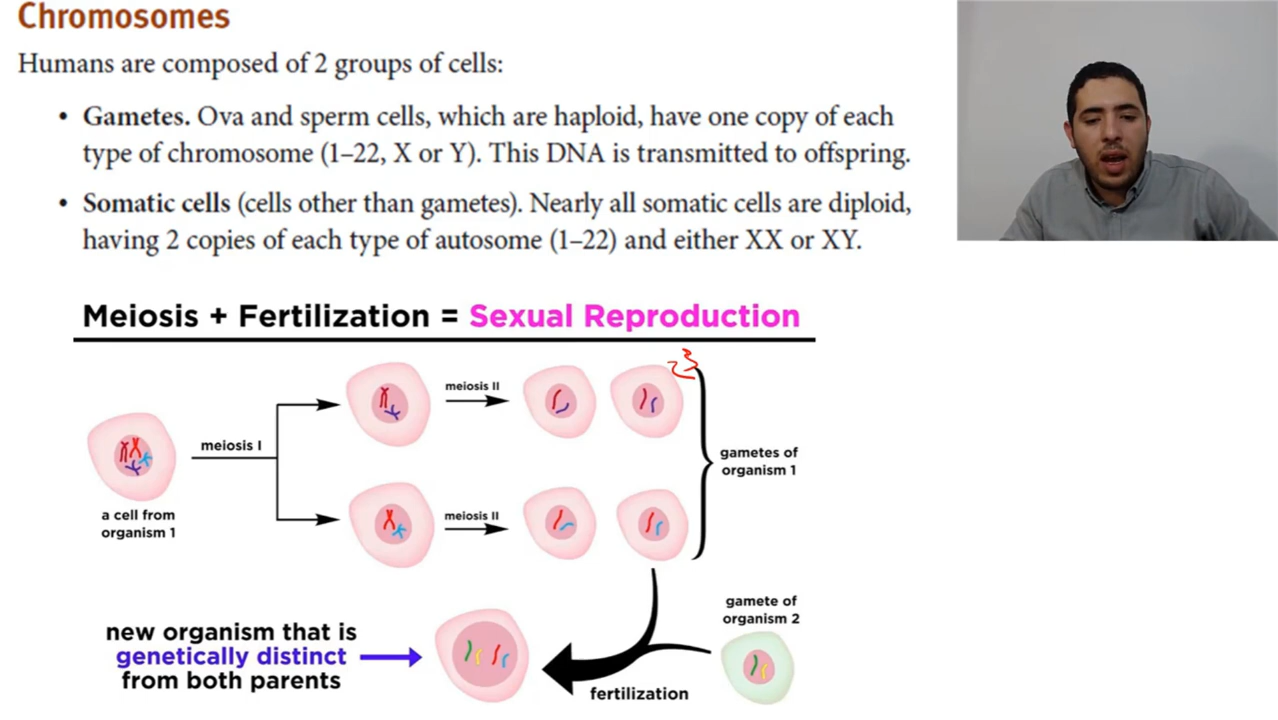 Chromosomes
Humans are composed of 2 groups of cells:
• Gametes. Ova and sperm cells, which are haploid, have one copy of each
type of chromosome (1–22, X or Y). This DNA is transmitted to offspring.
• Somatic cells (cells other than gametes). Nearly all somatic cells are diploid,
having 2 copies of each type of autosome (1–22) and either XX or XY.
Meiosis + Fertilization = Sexual Reproduction
23
meiosis II
meiosis I
gametes of
organism 1
a cell from
organism 1
meiosis II
gamete of
organism 2
new organism that is
genetically distinct
from both parents
fertilization